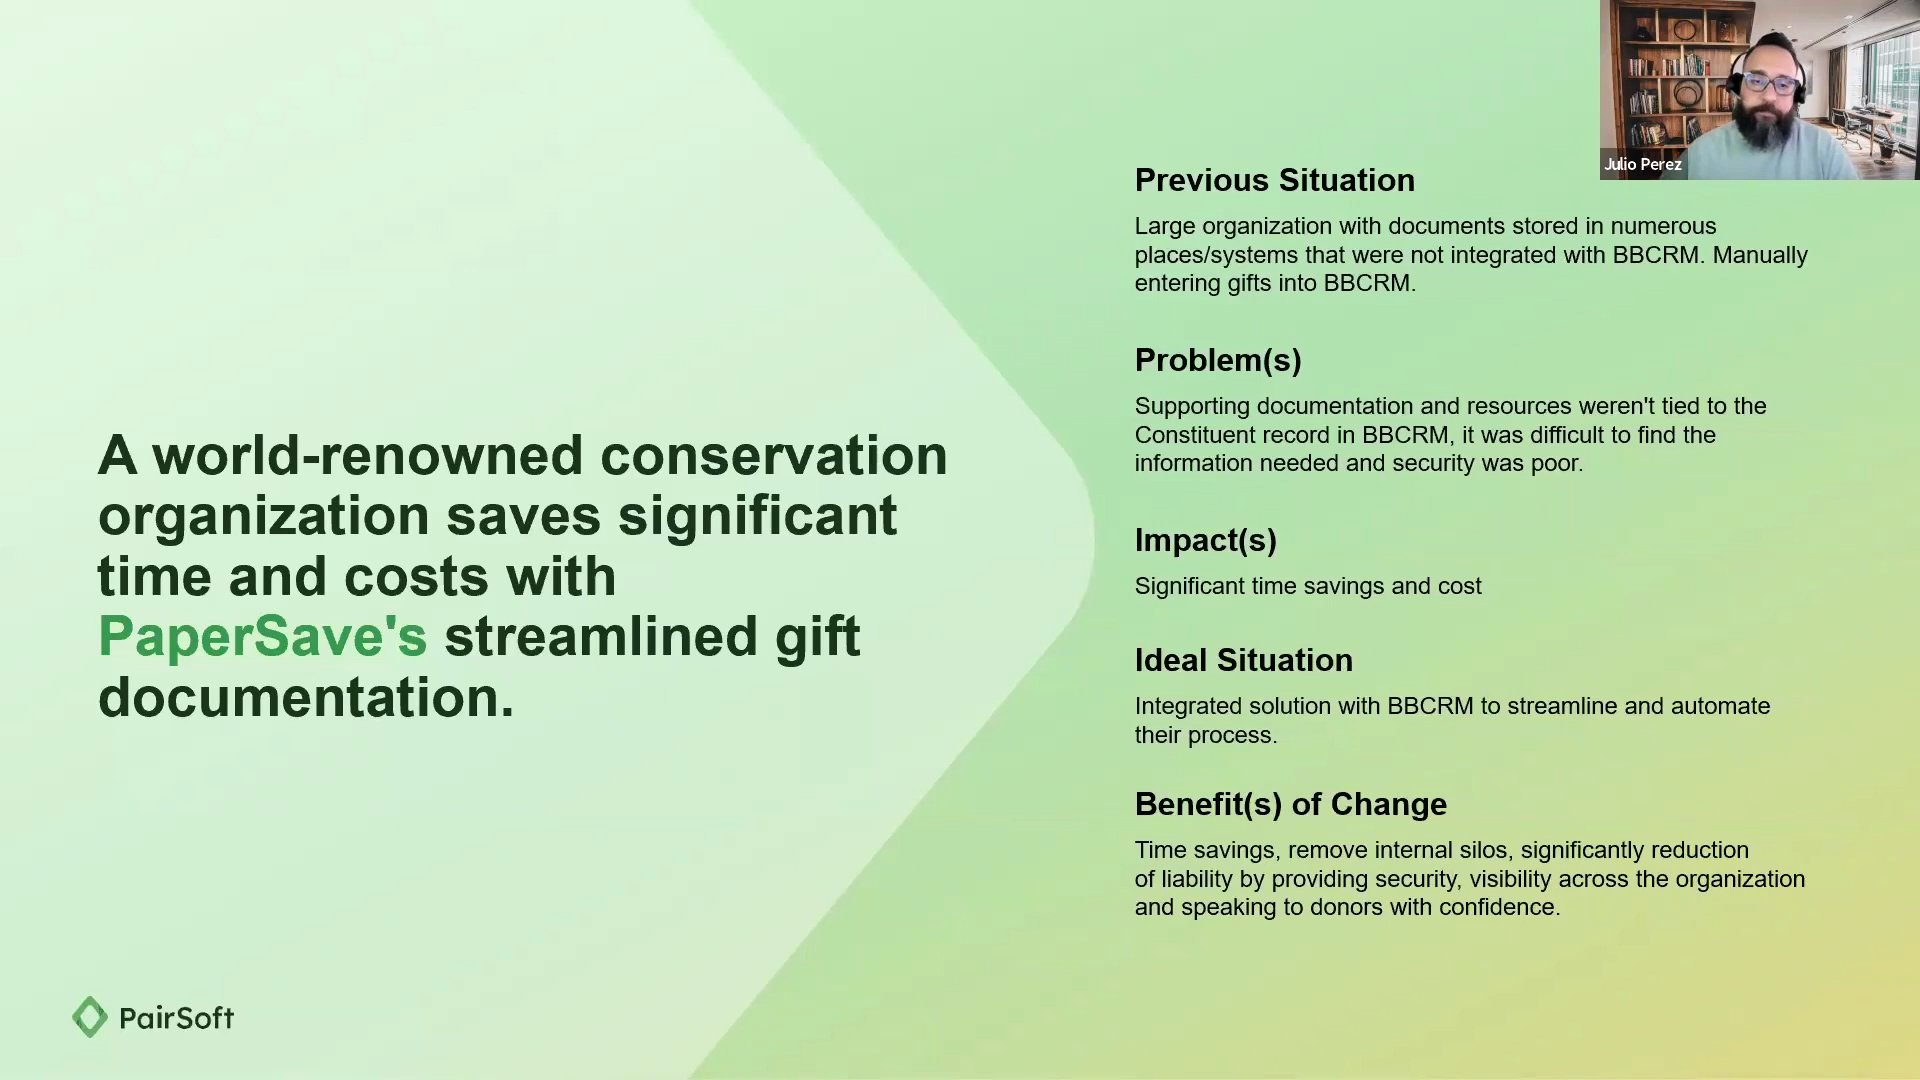 A world-renowned conservation
organization saves significant
time and costs with
PaperSave's streamlined gift
documentation.
PairSoft
Previous Situation
Large organization with documents stored in numerous
places/systems that were not integrated with BBCRM. Manually
entering gifts into BBCRM.
Problem(s)
Supporting documentation and resources weren't tied to the
Constituent record in BBCRM, it was difficult to find the
information needed and security was poor.
Impact(s)
Significant time savings and cost
Ideal Situation
Integrated solution with BBCRM to streamline and automate
their process.
Benefit(s) of Change
Time savings, remove internal silos, significantly reduction
of liability by providing security, visibility across the organization
and speaking to donors with confidence.
Julio Perez